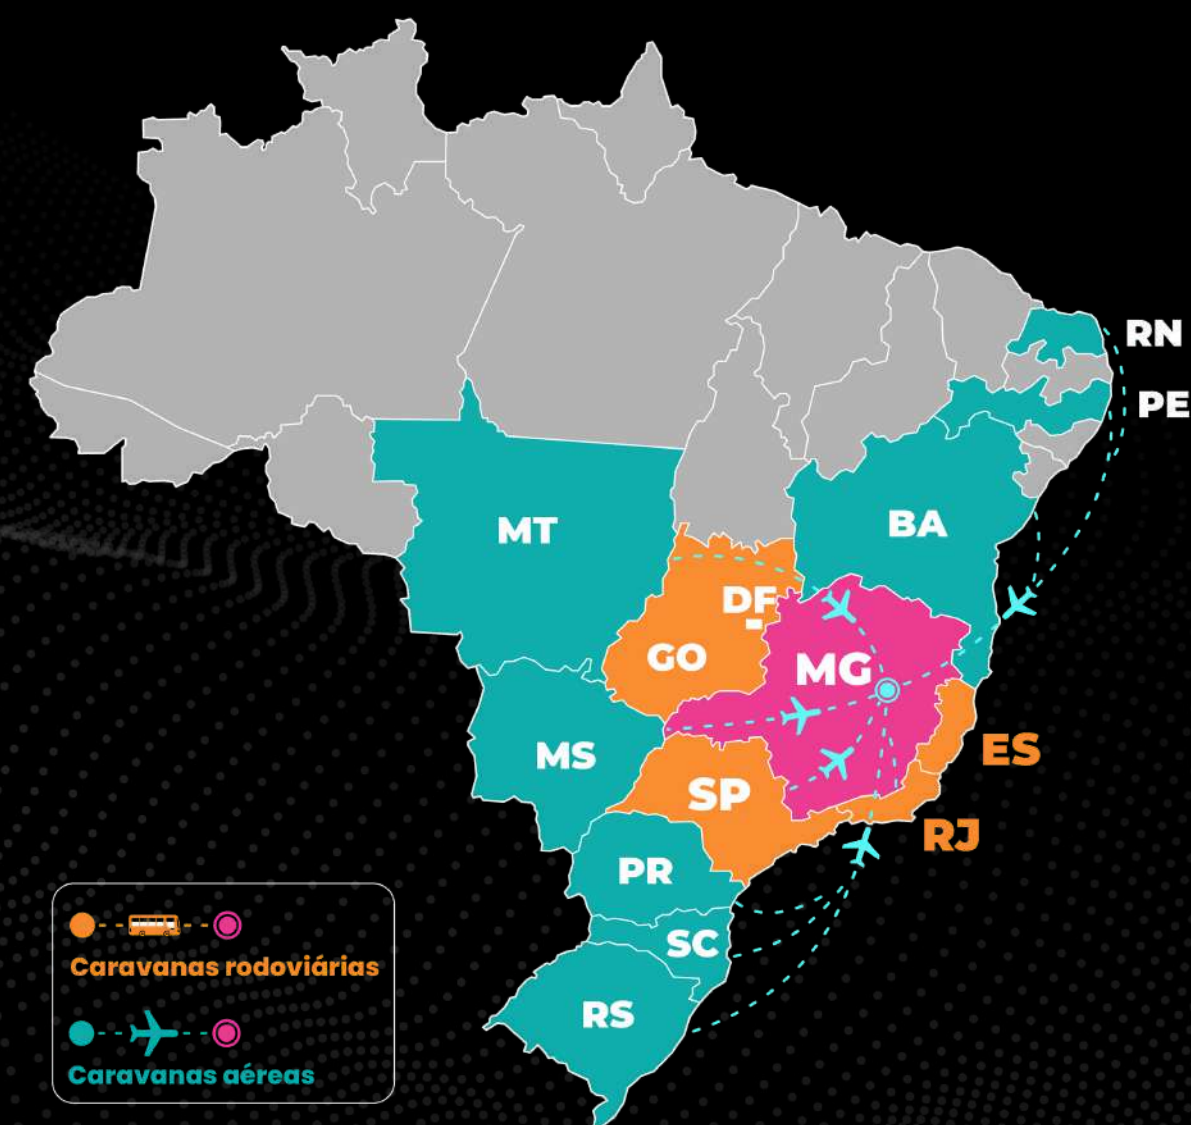 RN
PE
BA
MT
DF
GO
MG
ES
MS
SP
RJ
PR
SC
RS
Caravanas rodoviárias
Caravanas aéreas